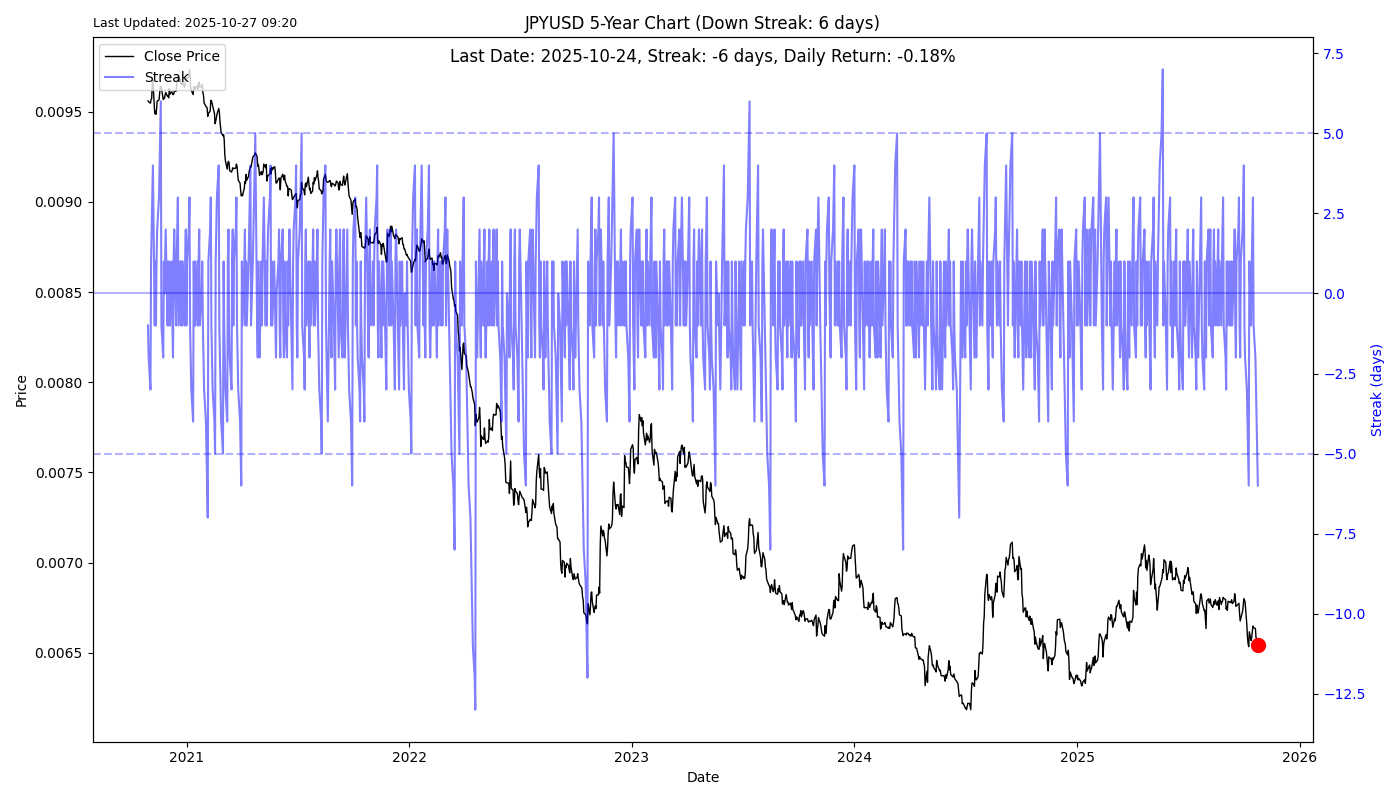 Last Updated: 2025-10-27 09:20
JPYUSD 5-Year Chart (Down Streak: 6 days)
Last Date: 2025-10-24, Streak: -6 days, Daily Return: -0.18%
Close Price
Streak
0.0095
0.0090
0.0085
0.0080
0.0075
0.0070
0.0065
Price
7.5
5.0
2.5
0.0
−2.5
−5.0
−7.5
−10.0
−12.5
Streak (days)
2021
2022
2023
2024
2025
2026
Date